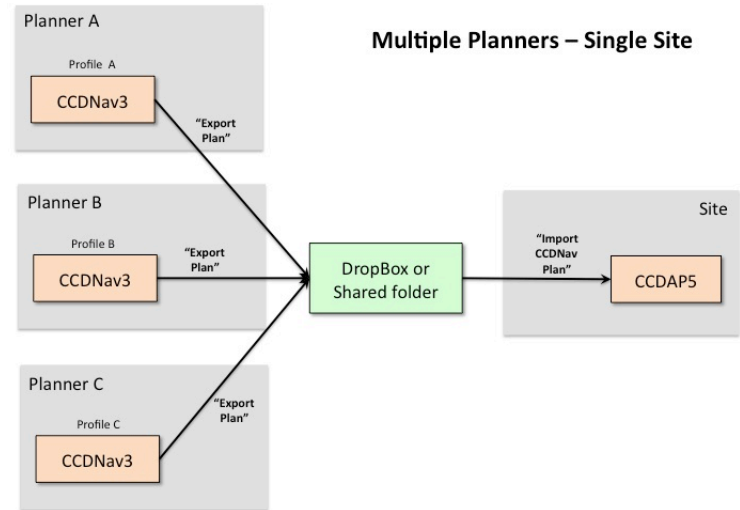 Planner A
Multiple Planners – Single Site
Profile A
CCDNav3
“Export
Plan”
Planner B
Profile B
CCDNav3
“Export
Plan”
DropBox or
Shared folder
Site
“Import
CCDNav
Plan”
CCDAP5
Planner C
Profile C
CCDNav3
“Export
Plan”